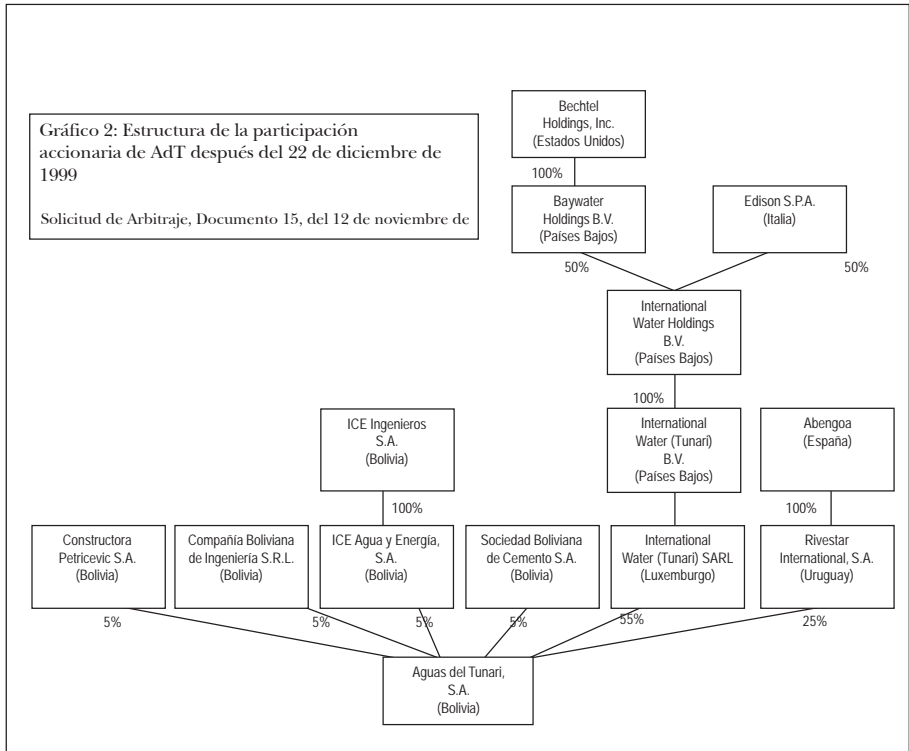 Gráfico 2: Estructura de la participación
accionaria de AdT después del 22 de diciembre de
1999
Solicitud de Arbitraje, Documento 15, del 12 de noviembre de
Bechtel
Holdings, Inc.
(Estados Unidos)
100%
Baywater
Holdings B.V.
(Países Bajos)
Edison S.P.A.
(Italia)
50%
50%
International
Water Holdings
B.V.
(Países Bajos)
100%
ICE Ingenieros
S.A.
(Bolivia)
International
Water (Tunari)
B.V.
(Países Bajos)
Abengoa
(España)
100%
100%
Constructora
Petricevic S.A.
(Bolivia)
Compañía Boliviana
de Ingeniería S.R.L.
(Bolivia)
ICE Agua y Energía,
S.A.
(Bolivia)
Sociedad Boliviana
de Cemento S.A.
(Bolivia)
International
Water (Tunari) SARL
(Luxemburgo)
Rivestar
International, S.A.
(Uruguay)
5%
5%
5%
5%
55%
25%
Aguas del Tunari,
S.A.
(Bolivia)